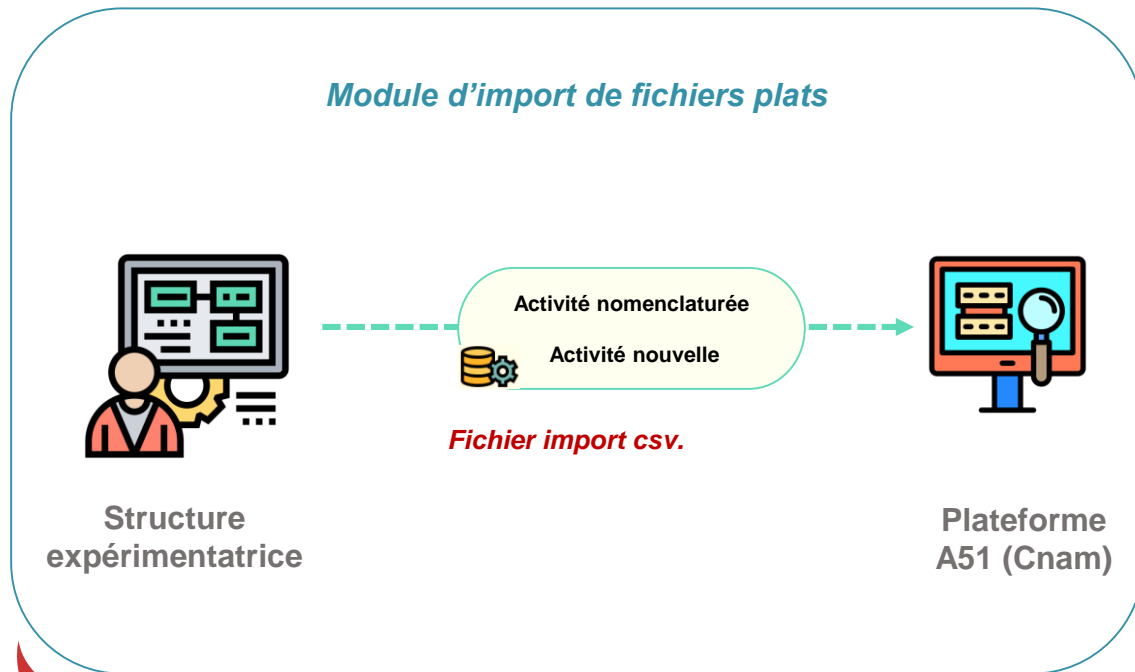 Module d’import de fichiers plats
Activité nomenclaturée
Activité nouvelle
Fichier import csv.
Structure
expérimentatrice
Plateforme
A51 (Cnam)